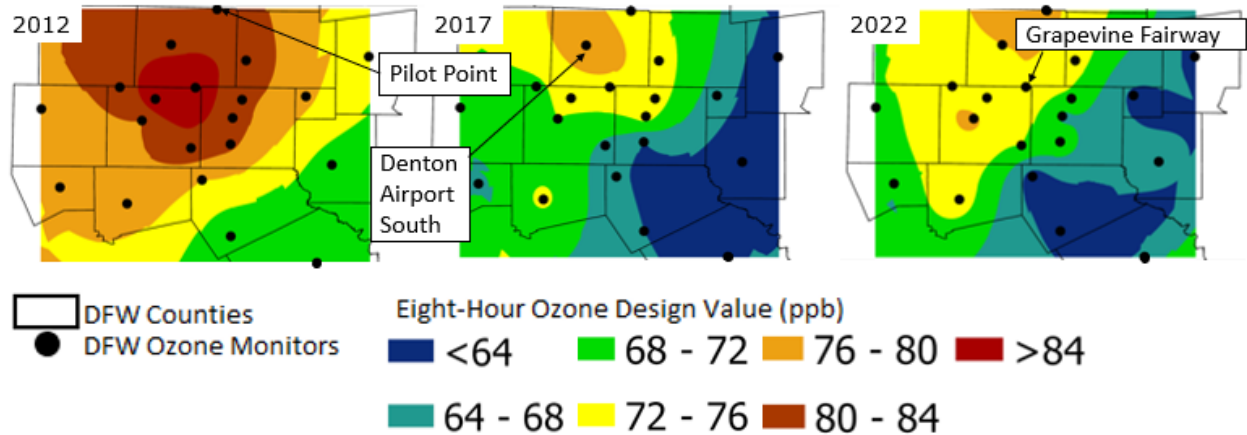 2012
2017
2022
Pilot Point
Grapevine Fairway
Denton
Airport
South
DFW Counties
DFW Ozone Monitors
Eight-Hour Ozone Design Value (ppb)
<64
68 - 72
76 - 80
>84
64 - 68
72 - 76
80 - 84